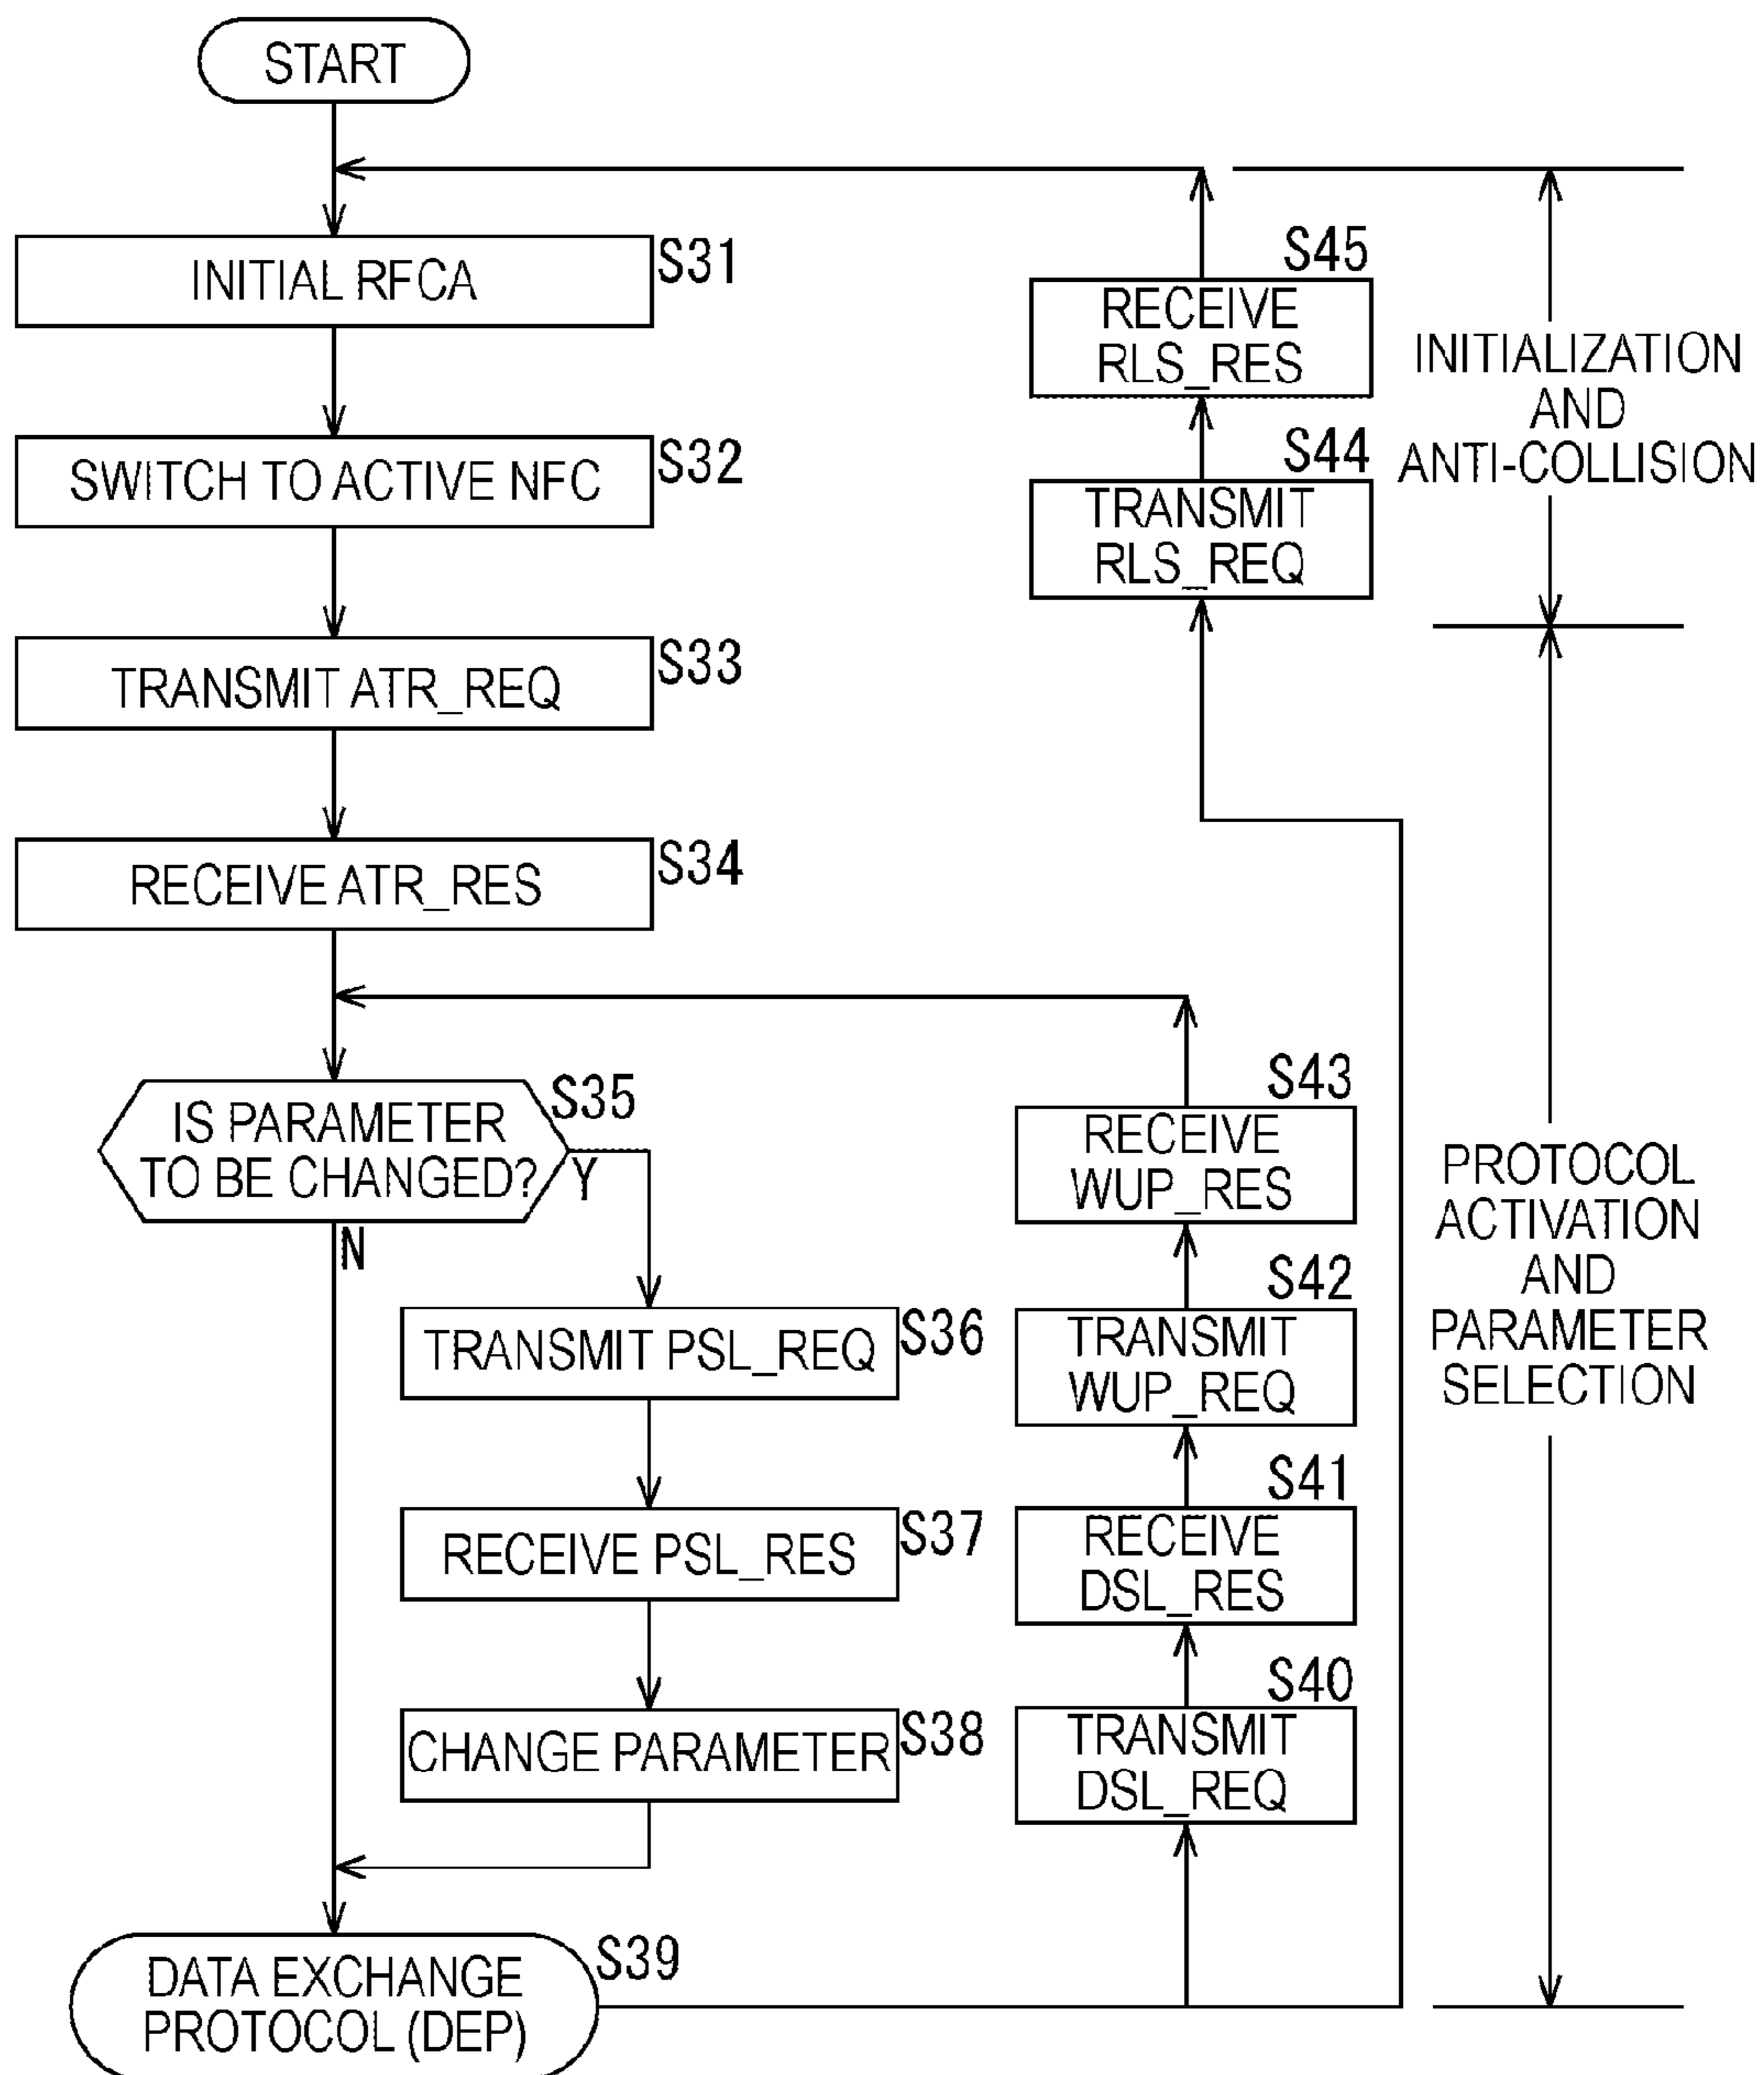 START
INITIAL RFCA
S31
SWITCH TO ACTIVE NFC
S32
TRANSMIT ATR_REQ
S33
RECEIVE ATR_RES
S34
IS PARAMETER
TO BE CHANGED?
S35
Y
N
TRANSMIT PSL_REQ
S36
RECEIVE PSL_RES
S37
CHANGE PARAMETER
S38
DATA EXCHANGE
PROTOCOL (DEP)
S39
S45
RECEIVE
RLS_RES
S44
TRANSMIT
RLS_REQ
S43
RECEIVE
WUP_RES
S42
TRANSMIT
WUP_REQ
S41
RECEIVE
DSL_RES
S40
TRANSMIT
DSL_REQ
INITIALIZATION
AND
ANTI-COLLISION
PROTOCOL
ACTIVATION
AND
PARAMETER
SELECTION